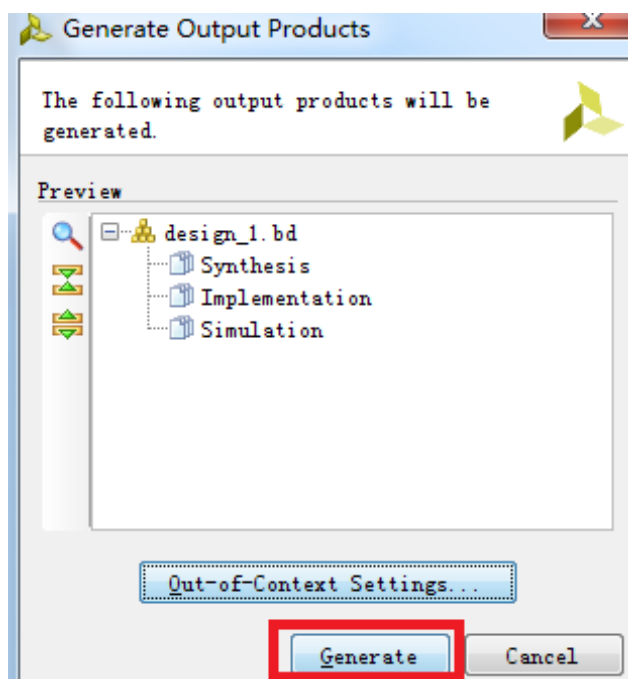 Generate Output Products
The following output products will be
generated.
Preview
design_1.bd
Synthesis
Implementation
Simulation
Out-of-Context Settings...
Generate
Cancel